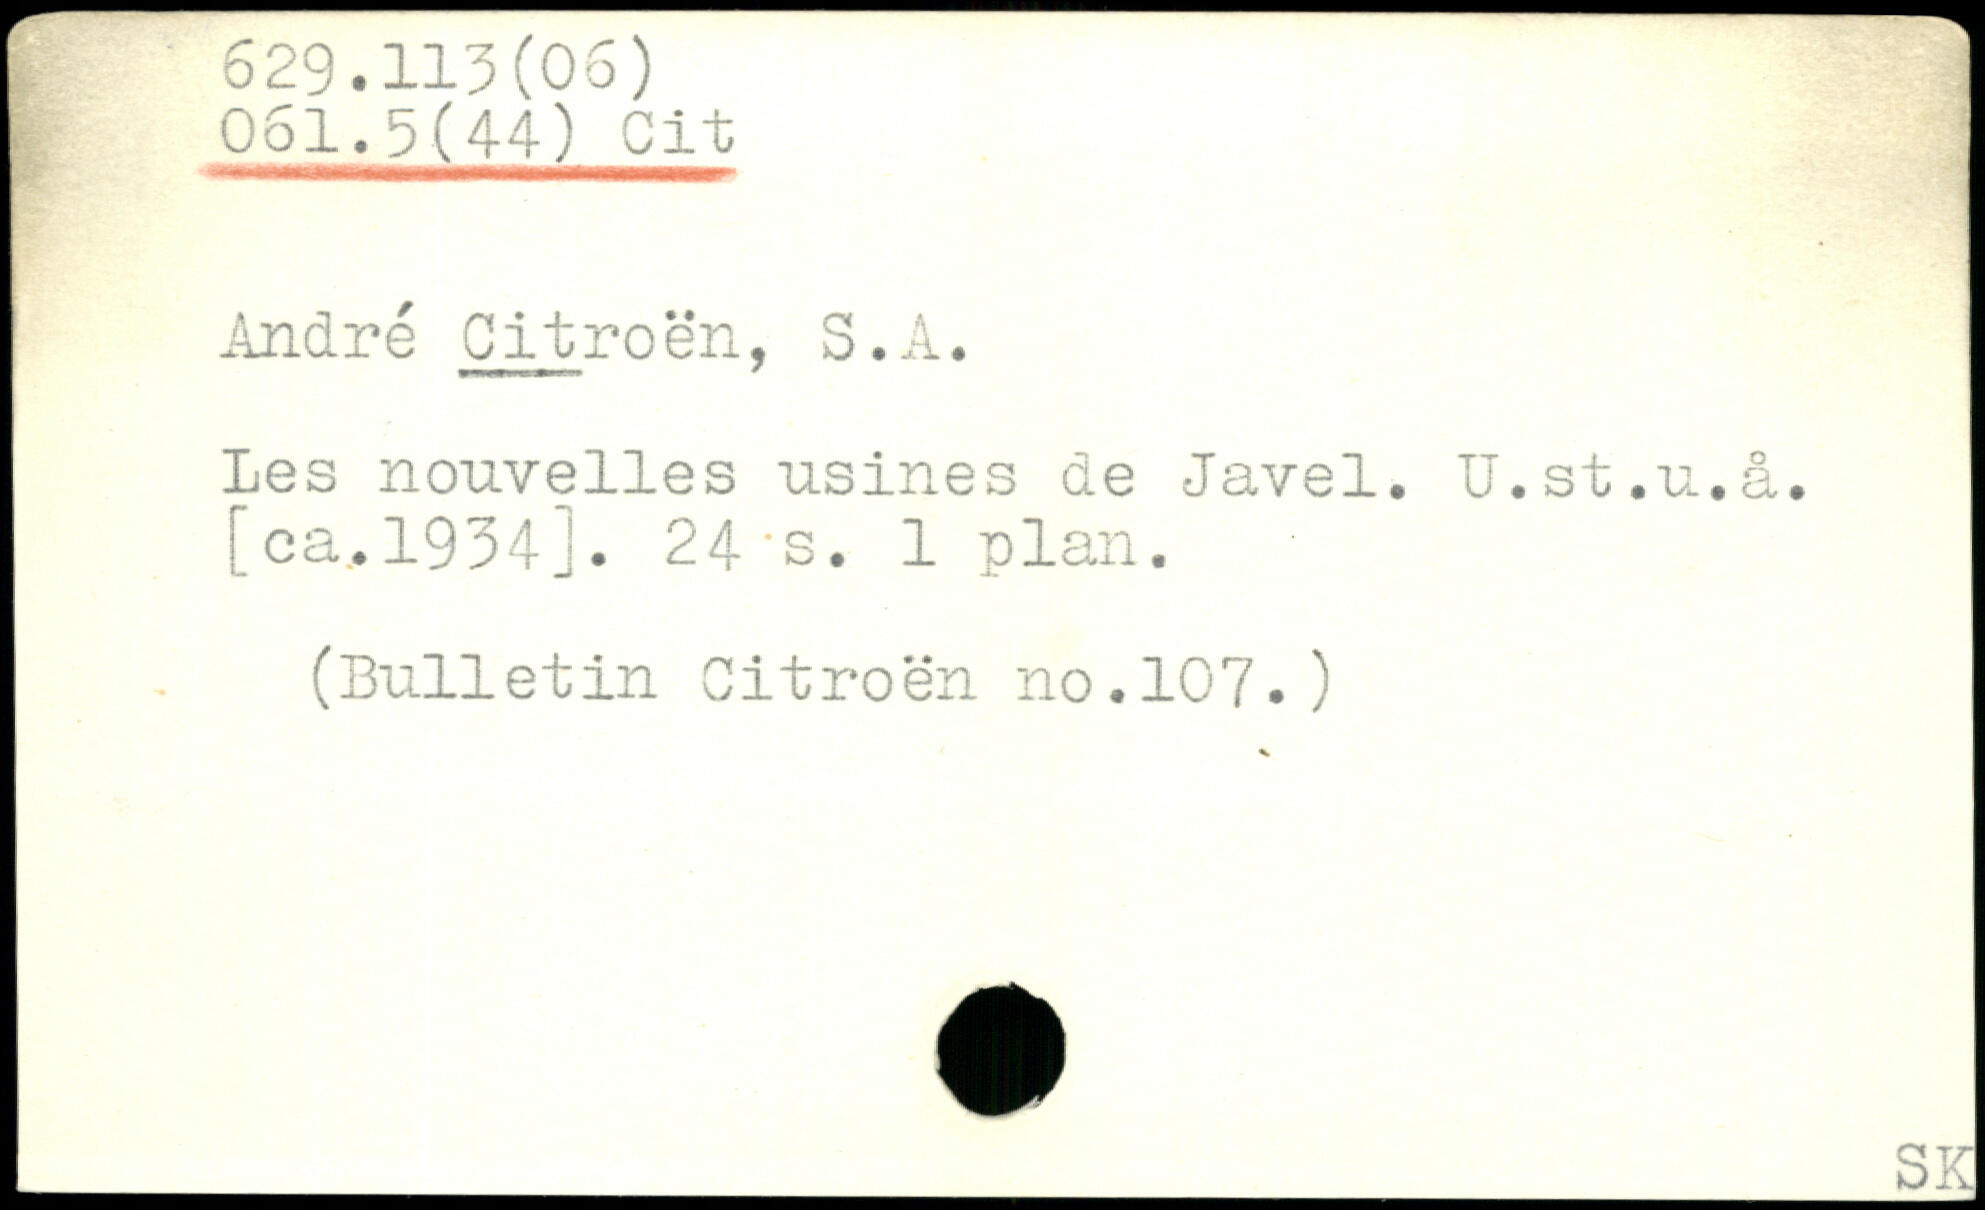 629.113(06)
061.5(44) Cit
André Citroën, S.A.
Les nouvelles usines de Javel. U.st.u.å.
[ca.1934]. 24 s. 1 plan.
(Bulletin Citroën no.107.)
SK